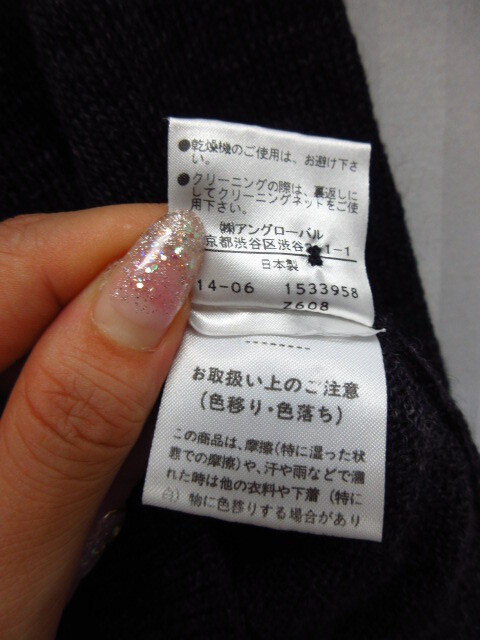 ●乾燥機のご使用は、お避け下さ
い。
●クリーニングの際は、裏返しに
してクリーニングネットをご使
用下さい。
㈱アングローバル
京都渋谷区渋谷 1-1
日本製
14-06 1533958
Z608
お取扱い上のご注意
(色移り・色落ち)
この商品は、摩擦(特に湿った状
態での摩擦)や、汗や雨などで濡
れた時は他の衣料や下着(特に
白)物に色移りする場合があり